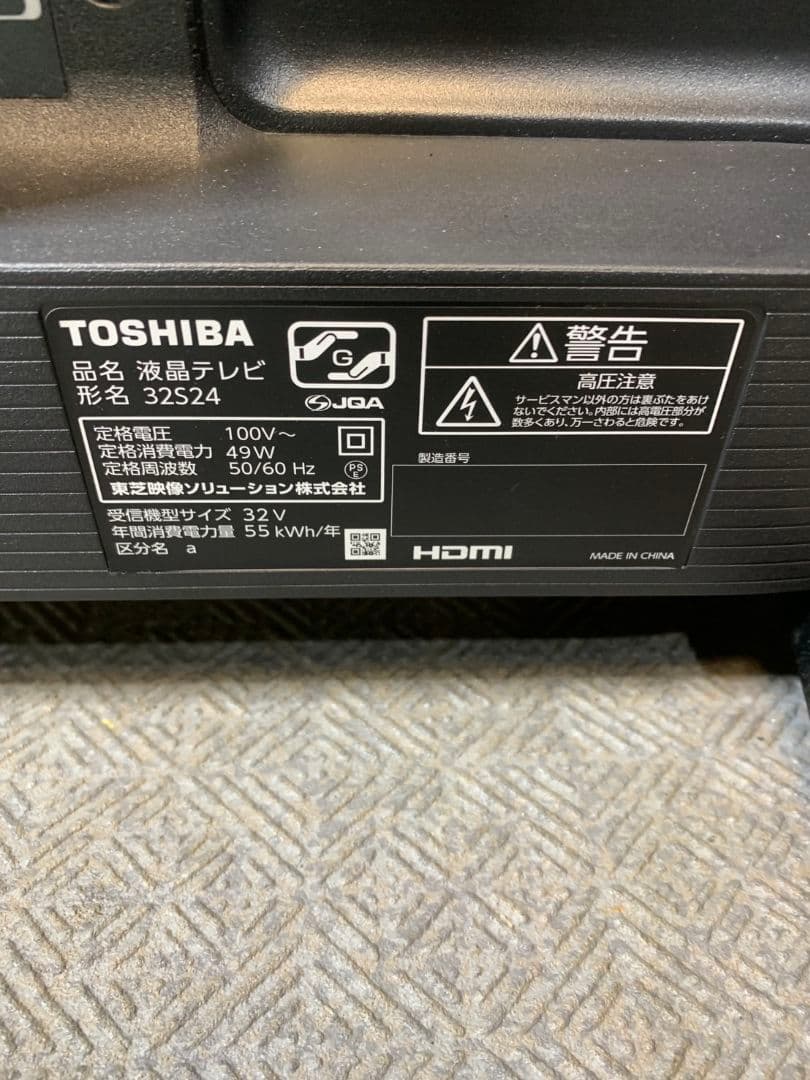 TOSHIBA
品名 液晶テレビ
形名 32S24
G
JQA
定格電圧 100V～
定格消費電力 49W
定格周波数 50/60 Hz
PS
E
東芝映像ソリューション株式会社
受信機型サイズ 32V
年間消費電力量 55kWh/年
区分名 a
警告
高圧注意
サービスマン以外の方は裏ぶたをあけ
ないでください。内部には高電圧部分が
数多くあり、万一さわると危険です。
製造番号
HDMI
MADE IN CHINA